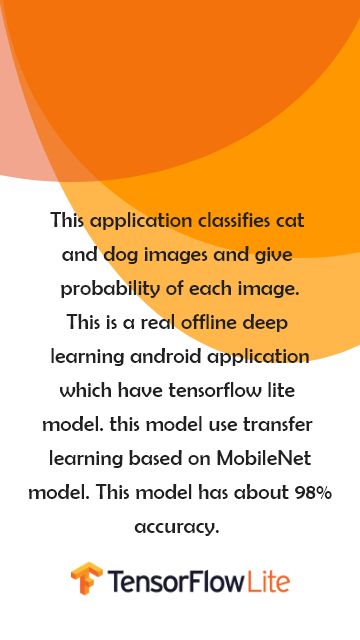 This application classifies cat
and dog images and give
probability of each image.
This is a real offline deep
learning android application
which have tensorflow lite
model. this model use transfer
learning based on MobileNet
model. This model has about 98%
accuracy.
TensorFlow Lite